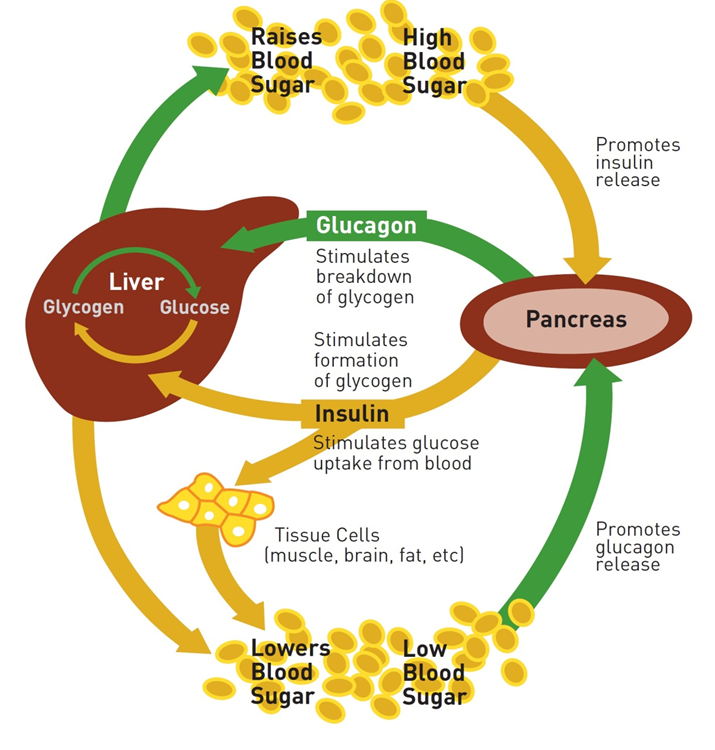 Raises
Blood
Sugar
High
Blood
Sugar
Promotes
insulin
release
Glucagon
Stimulates
breakdown
of glycogen
Liver
Glycogen
Glucose
Pancreas
Stimulates
formation
of glycogen
Insulin
Stimulates glucose
uptake from blood
Tissue Cells
(muscle, brain, fat, etc)
Promotes
glucagon
release
Lowers
Blood
Sugar
Low
Blood
Sugar